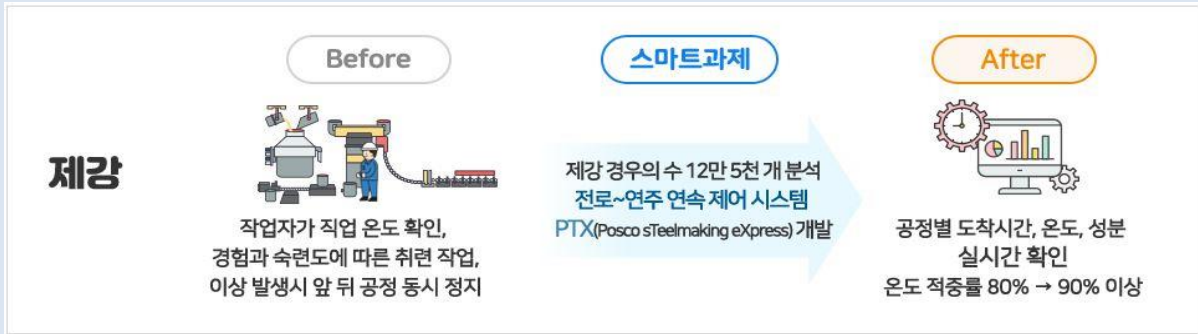 제강
Before
작업자가 직업 온도 확인,
경험과 숙련도에 따른 취련 작업,
이상 발생시 앞 뒤 공정 동시 정지
스마트과제
제강 경우의 수 12만 5천 개 분석
전로~연주 연속 제어 시스템
PTX(Posco sTeelmaking eXpress) 개발
After
공정별 도착시간, 온도, 성분
실시간 확인
온도 적중률 80% → 90% 이상